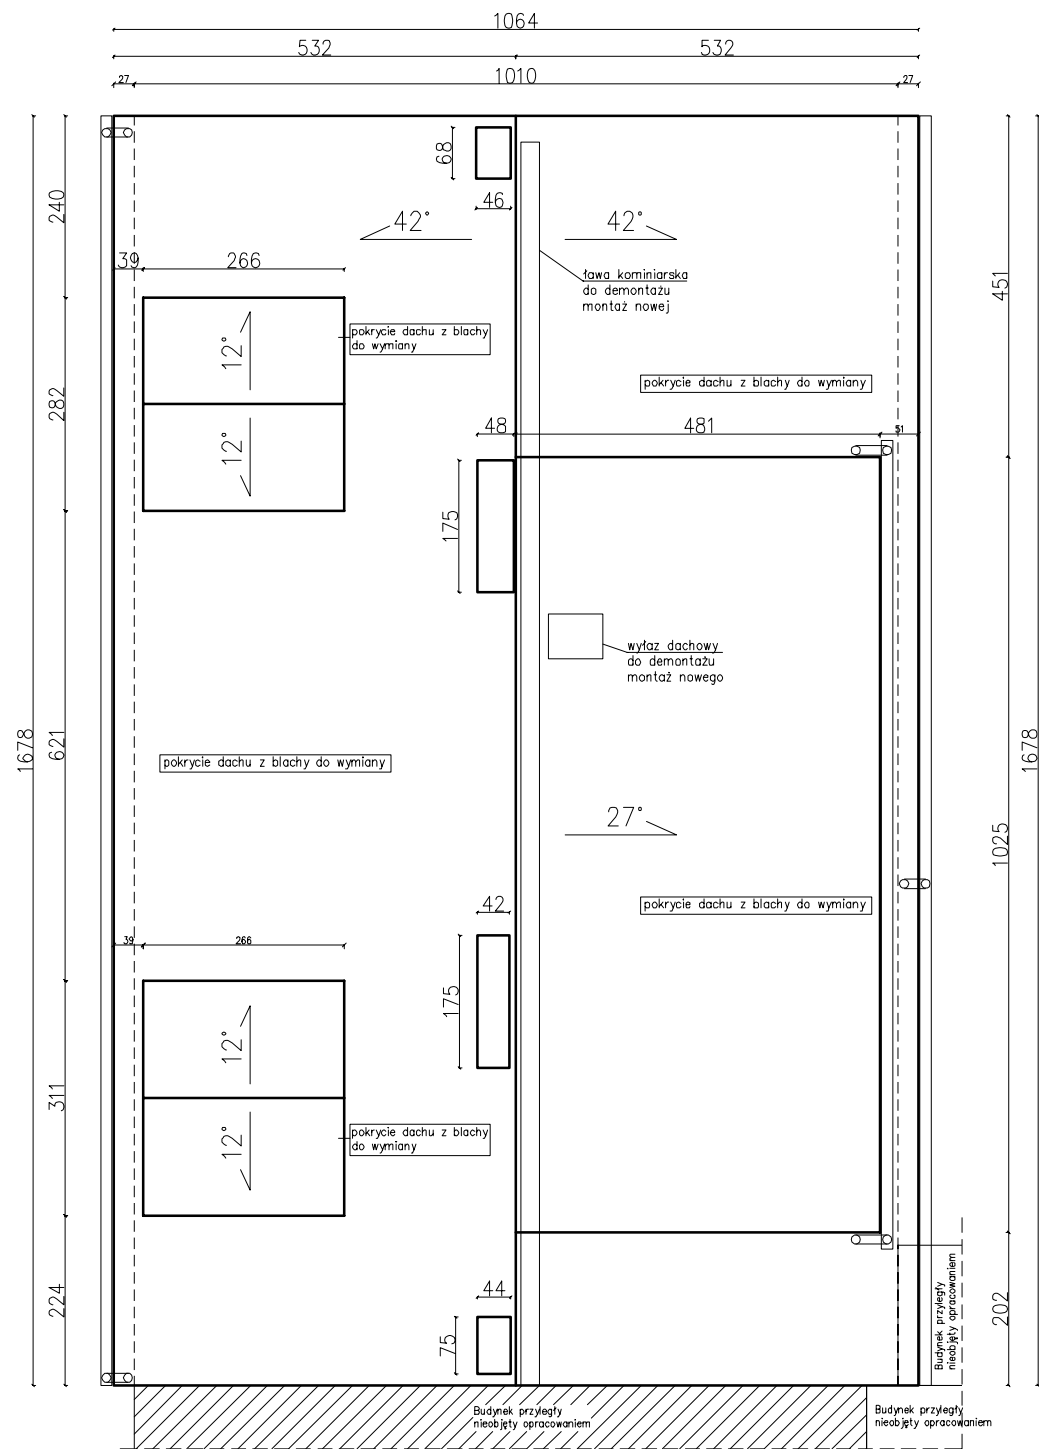 1064
532
532
27
1010
27
68
240
46
42°
42°
39
266
ława kominiarska
do demontażu
montaż nowej
451
pokrycie dachu z blachy
do wymiany
12°
pokrycie dachu z blachy do wymiany
282
48
481
51
12°
175
wyłaz dachowy
do demontażu
montaż nowego
1678
621
1678
pokrycie dachu z blachy do wymiany
27°
1025
42
pokrycie dachu z blachy do wymiany
39
266
175
12°
311
pokrycie dachu z blachy
do wymiany
12°
224
44
202
75
Budynek przyległy
nieobjęty opracowaniem
Budynek przyległy
nieobjęty opracowaniem
Budynek przyległy
nieobjęty opracowaniem